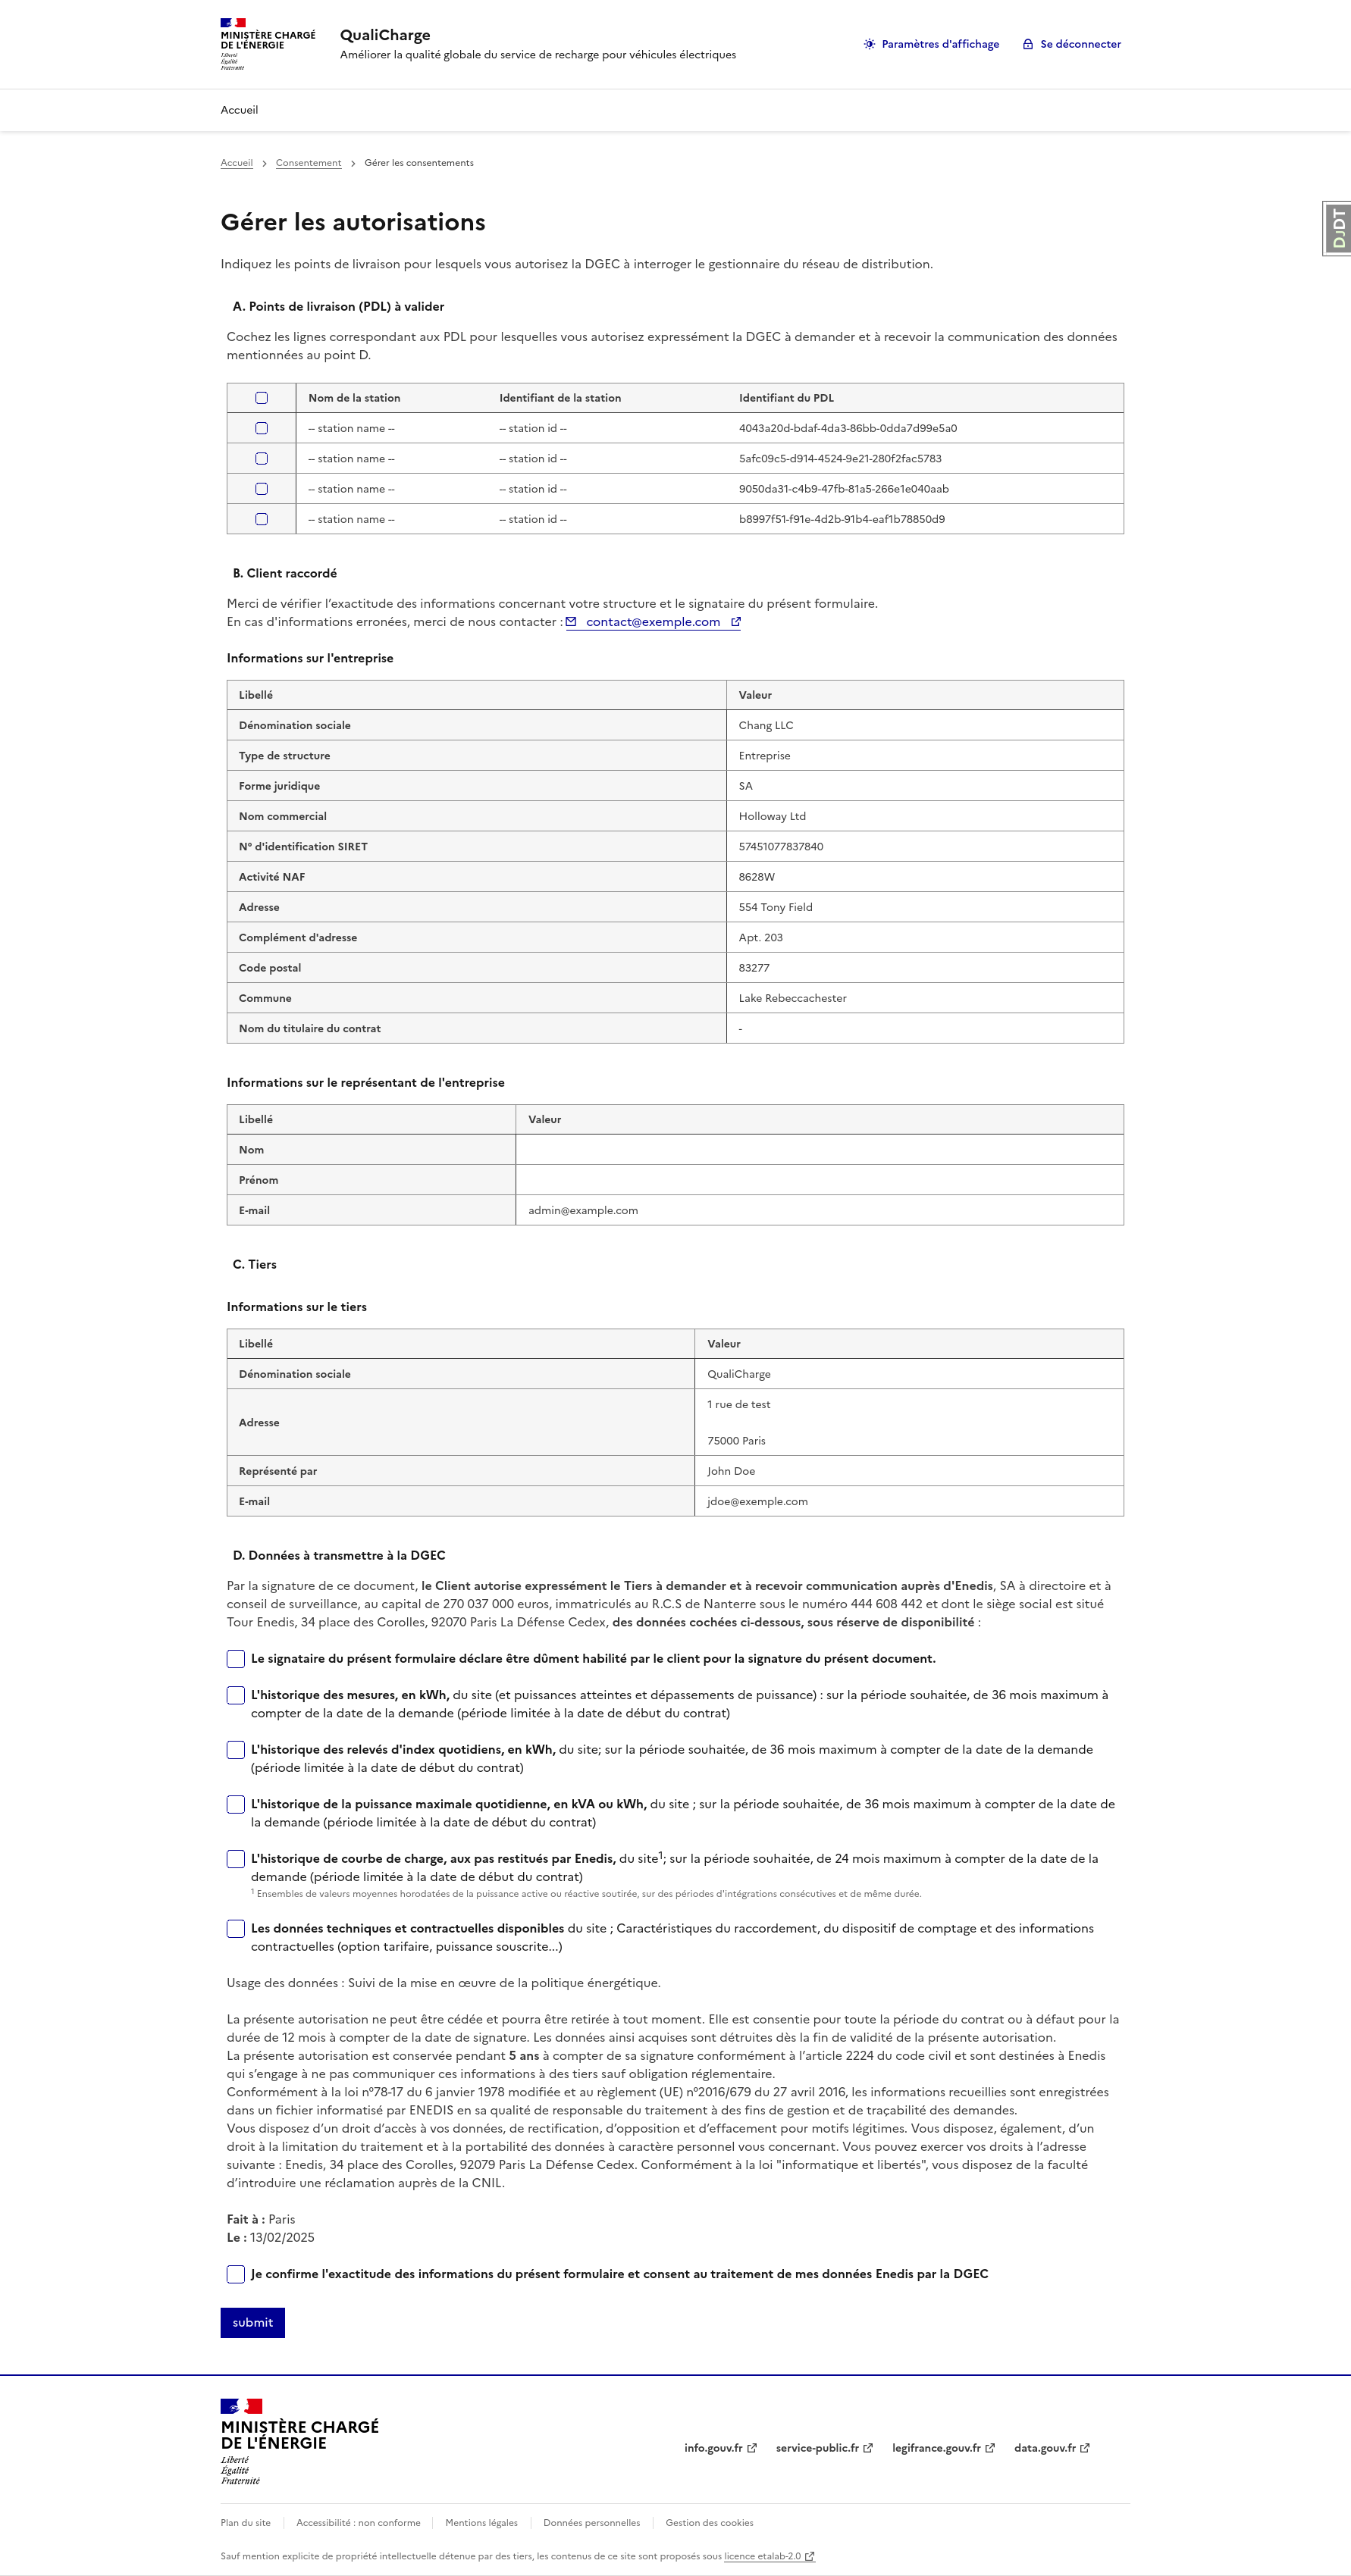 MINISTÈRE CHARGÉ
DE L'ÉNERGIE
Liberté
Égalité
Fraternité
QualiCharge
Améliorer la qualité globale du service de recharge pour véhicules électriques
Paramètres d'affichage
Se déconnecter
Accueil
Accueil > Consentement > Gérer les consentements
DJDT
Gérer les autorisations
Indiquez les points de livraison pour lesquels vous autorisez la DGEC à interroger le gestionnaire du réseau de distribution.
A. Points de livraison (PDL) à valider
Cochez les lignes correspondant aux PDL pour lesquelles vous autorisez expressément la DGEC à demander et à recevoir la communication des données
mentionnées au point D.
Nom de la station Identifiant de la station Identifiant du PDL
-- station name -- -- station id -- 4043a20d-bdaf-4da3-86bb-0dda7d99e5a0
-- station name -- -- station id -- 5afc09c5-d914-4524-9e21-280f2fac5783
-- station name -- -- station id -- 9050da31-c4b9-47fb-81a5-266e1e040aab
-- station name -- -- station id -- b8997f51-f91e-4d2b-91b4-eaf1b78850d9
B. Client raccordé
Merci de vérifier l’exactitude des informations concernant votre structure et le signataire du présent formulaire.
En cas d'informations erronées, merci de nous contacter : contact@exemple.com
Informations sur l'entreprise
Libellé Valeur
Dénomination sociale Chang LLC
Type de structure Entreprise
Forme juridique SA
Nom commercial Holloway Ltd
N° d'identification SIRET 57451077837840
Activité NAF 8628W
Adresse 554 Tony Field
Complément d'adresse Apt. 203
Code postal 83277
Commune Lake Rebeccachester
Nom du titulaire du contrat -
Informations sur le représentant de l'entreprise
Libellé Valeur
Nom
Prénom
E-mail admin@example.com
C. Tiers
Informations sur le tiers
Libellé Valeur
Dénomination sociale QualiCharge
Adresse 1 rue de test
75000 Paris
Représenté par John Doe
E-mail jdoe@exemple.com
D. Données à transmettre à la DGEC
Par la signature de ce document, le Client autorise expressément le Tiers à demander et à recevoir communication auprès d'Enedis, SA à directoire et à
conseil de surveillance, au capital de 270 037 000 euros, immatriculés au R.C.S de Nanterre sous le numéro 444 608 442 et dont le siège social est situé
Tour Enedis, 34 place des Corolles, 92070 Paris La Défense Cedex, des données cochées ci-dessous, sous réserve de disponibilité :
Le signataire du présent formulaire déclare être dûment habilité par le client pour la signature du présent document.
L'historique des mesures, en kWh, du site (et puissances atteintes et dépassements de puissance) : sur la période souhaitée, de 36 mois maximum à
compter de la date de la demande (période limitée à la date de début du contrat)
L'historique des relevés d'index quotidiens, en kWh, du site; sur la période souhaitée, de 36 mois maximum à compter de la date de la demande
(période limitée à la date de début du contrat)
L'historique de la puissance maximale quotidienne, en kVA ou kWh, du site ; sur la période souhaitée, de 36 mois maximum à compter de la date de
la demande (période limitée à la date de début du contrat)
L'historique de courbe de charge, aux pas restitués par Enedis, du site1; sur la période souhaitée, de 24 mois maximum à compter de la date de la
demande (période limitée à la date de début du contrat)
1 Ensembles de valeurs moyennes horodatées de la puissance active ou réactive soutirée, sur des périodes d'intégrations consécutives et de même durée.
Les données techniques et contractuelles disponibles du site ; Caractéristiques du raccordement, du dispositif de comptage et des informations
contractuelles (option tarifaire, puissance souscrite...)
Usage des données : Suivi de la mise en œuvre de la politique énergétique.
La présente autorisation ne peut être cédée et pourra être retirée à tout moment. Elle est consentie pour toute la période du contrat ou à défaut pour la
durée de 12 mois à compter de la date de signature. Les données ainsi acquises sont détruites dès la fin de validité de la présente autorisation.
La présente autorisation est conservée pendant 5 ans à compter de sa signature conformément à l’article 2224 du code civil et sont destinées à Enedis
qui s’engage à ne pas communiquer ces informations à des tiers sauf obligation réglementaire.
Conformément à la loi n°78-17 du 6 janvier 1978 modifiée et au règlement (UE) n°2016/679 du 27 avril 2016, les informations recueillies sont enregistrées
dans un fichier informatisé par ENEDIS en sa qualité de responsable du traitement à des fins de gestion et de traçabilité des demandes.
Vous disposez d’un droit d’accès à vos données, de rectification, d’opposition et d’effacement pour motifs légitimes. Vous disposez, également, d’un
droit à la limitation du traitement et à la portabilité des données à caractère personnel vous concernant. Vous pouvez exercer vos droits à l’adresse
suivante : Enedis, 34 place des Corolles, 92079 Paris La Défense Cedex. Conformément à la loi "informatique et libertés", vous disposez de la faculté
d’introduire une réclamation auprès de la CNIL.
Fait à : Paris
Le : 13/02/2025
Je confirme l'exactitude des informations du présent formulaire et consent au traitement de mes données Enedis par la DGEC
submit
MINISTÈRE CHARGÉ
DE L'ÉNERGIE
Liberté
Égalité
Fraternité
info.gouv.fr service-public.fr legifrance.gouv.fr data.gouv.fr
Plan du site Accessibilité : non conforme Mentions légales Données personnelles Gestion des cookies
Sauf mention explicite de propriété intellectuelle détenue par des tiers, les contenus de ce site sont proposés sous licence etalab-2.0